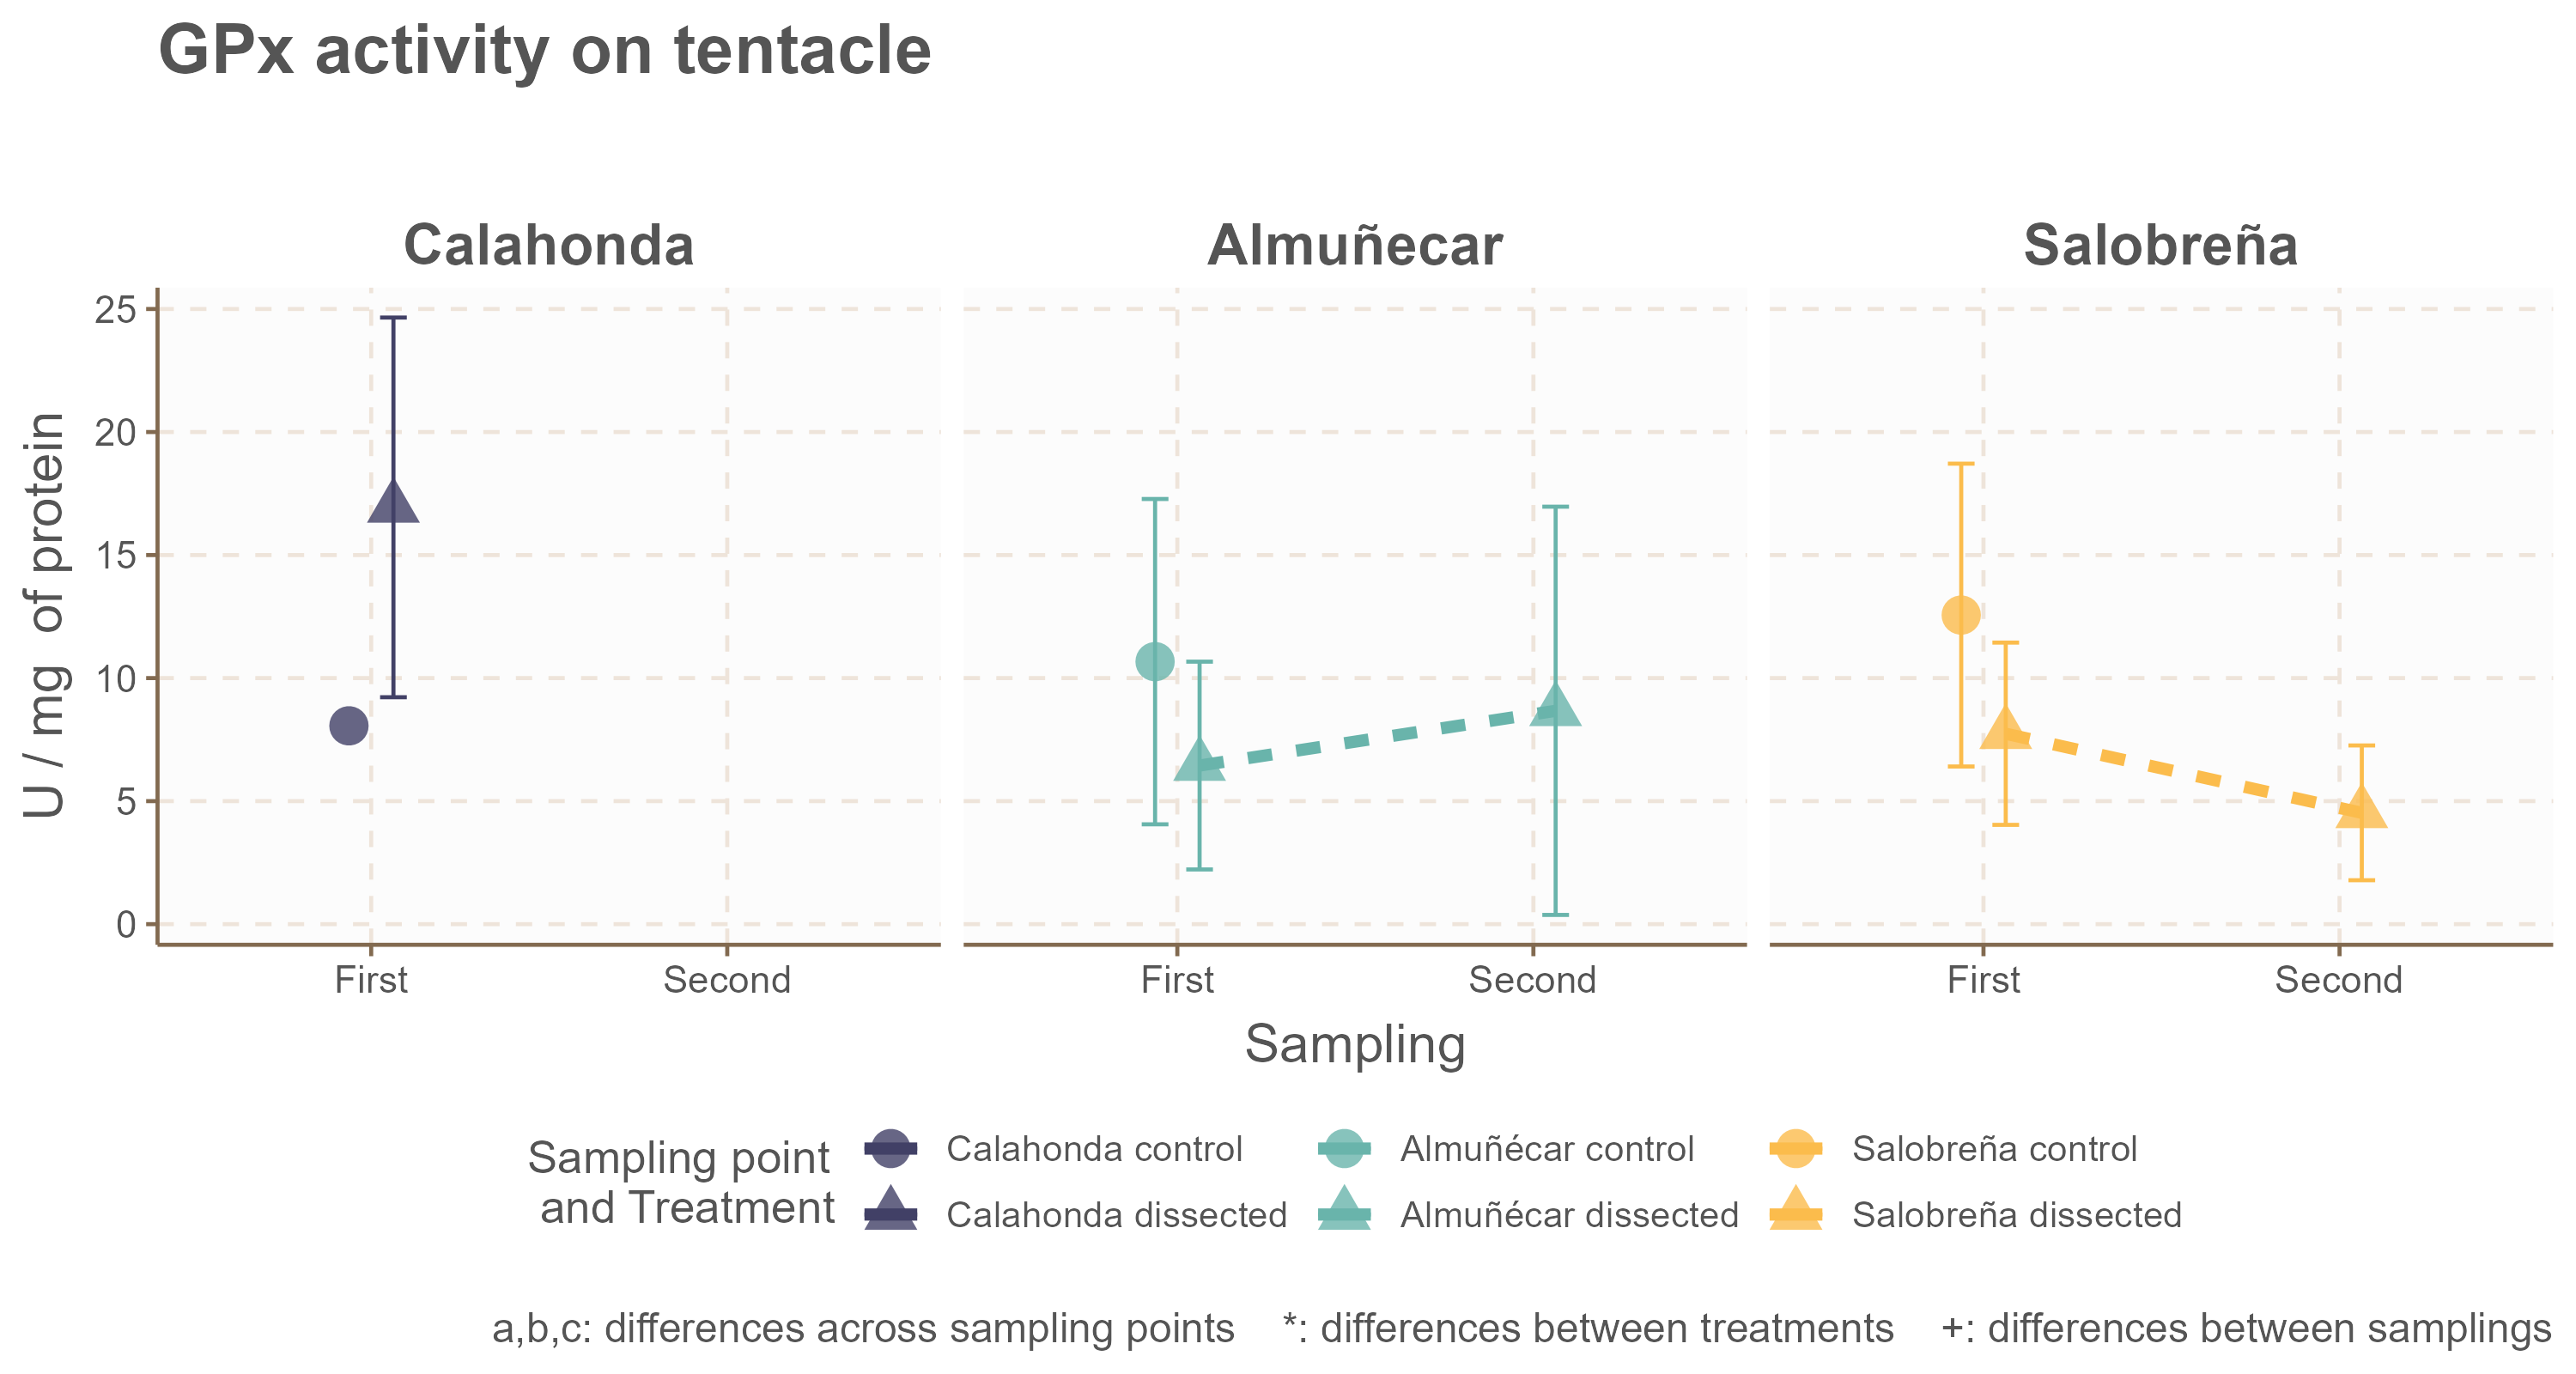 GPx activity on tentacle
Calahonda
Almuñecar
Salobreña
U / mg  of protein
25
20
15
10
5
0
First
Second
First
Second
First
Second
Sampling
Sampling point
and Treatment
Calahonda control
Almuñécar control
Salobreña control
Calahonda dissected
Almuñécar dissected
Salobreña dissected
a,b,c: differences across sampling points    *: differences between treatments    +: differences between samplings